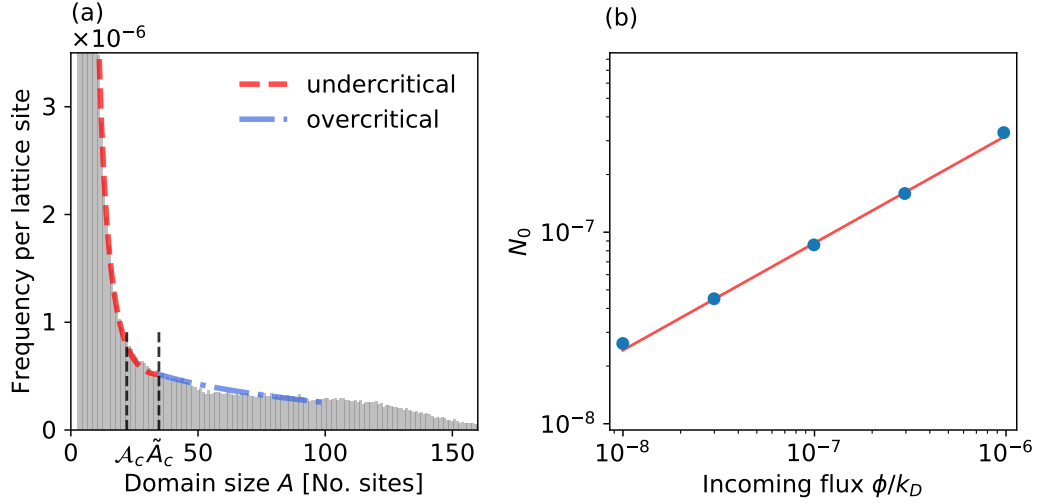 (a)
×10⁻⁶
Frequency per lattice site
3
2
1
0
undercritical
overcritical
0
50
100
150
𝒜c Ãc
Domain size A [No. sites]
(b)
N₀
10⁻⁷
10⁻⁸
10⁻⁸
10⁻⁷
10⁻⁶
Incoming flux ϕ/k_D